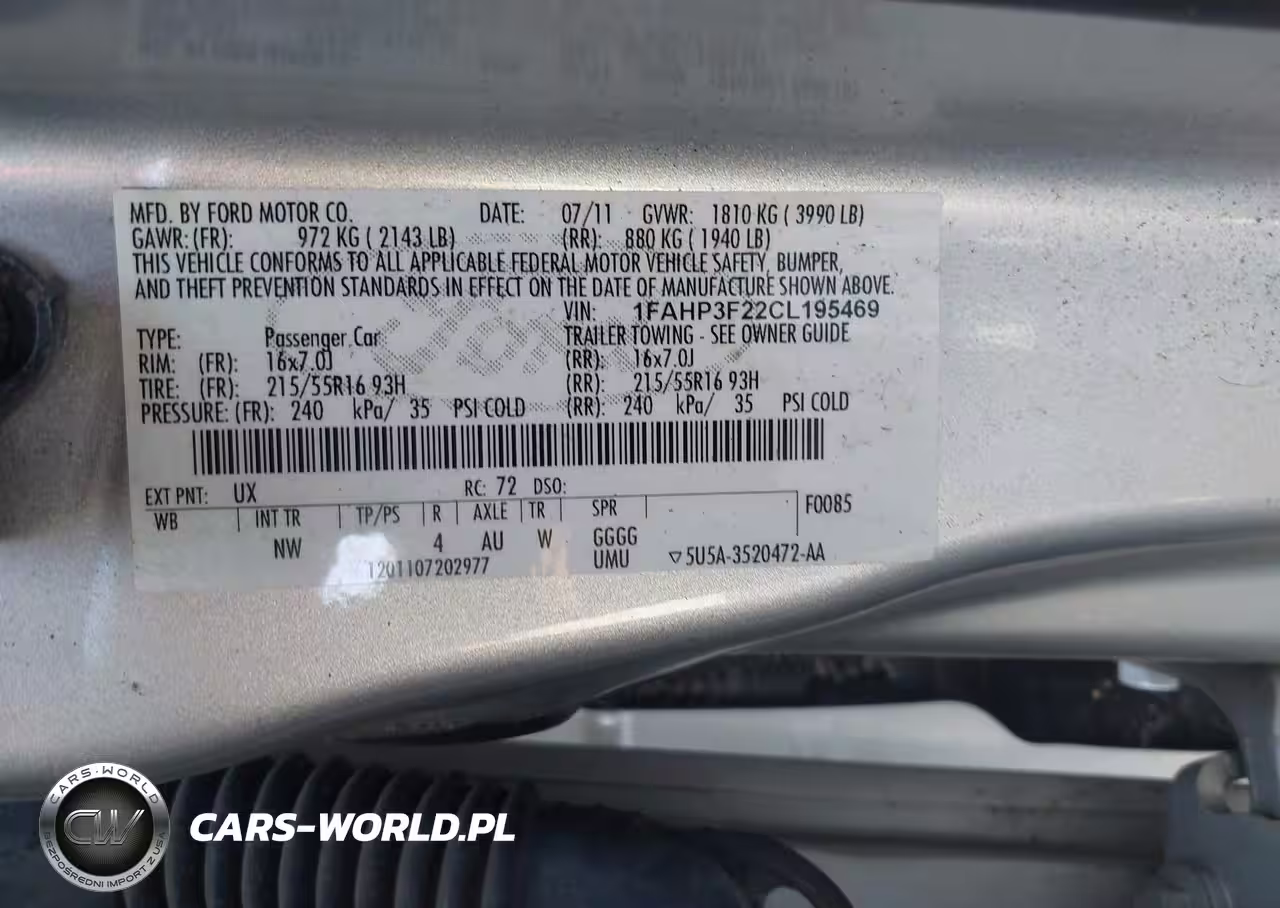 MFD. BY FORD MOTOR CO. DATE: 07/11 GVWR: 1810 KG ( 3990 LB)
GAWR: (FR): 972 KG ( 2143 LB) (RR): 880 KG ( 1940 LB)
THIS VEHICLE CONFORMS TO ALL APPLICABLE FEDERAL MOTOR VEHICLE SAFETY, BUMPER,
AND THEFT PREVENTION STANDARDS IN EFFECT ON THE DATE OF MANUFACTURE SHOWN ABOVE.
VIN: 1FAHP3F22CL195469
TYPE: Passenger Car TRAILER TOWING - SEE OWNER GUIDE
RIM: (FR): 16x7.0J (RR): 16x7.0J
TIRE: (FR): 215/55R16 93H (RR): 215/55R16 93H
PRESSURE: (FR): 240 kPa/ 35 PSI COLD (RR): 240 kPa/ 35 PSI COLD
EXT PNT: UX RC: 72 DSO:
WB INT TR TP/PS R AXLE TR SPR F0085
NW 4 AU W GGGG
1201107202977 UMU ▽5U5A-3520472-AA
CARS-WORLD
CW
BEZPOŚREDNI IMPORT Z USA
CARS-WORLD.PL